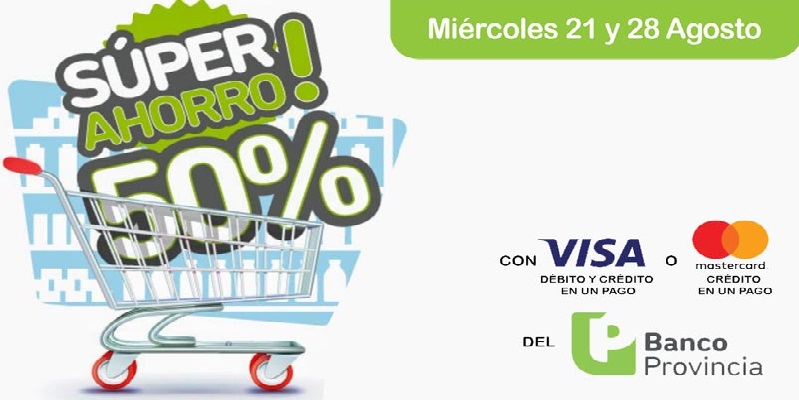 Miércoles 21 y 28 Agosto
SÚPER
AHORRO!
50%
CON VISA O mastercard
DÉBITO Y CRÉDITO
EN UN PAGO
CRÉDITO
EN UN PAGO
DEL
Banco
Provincia